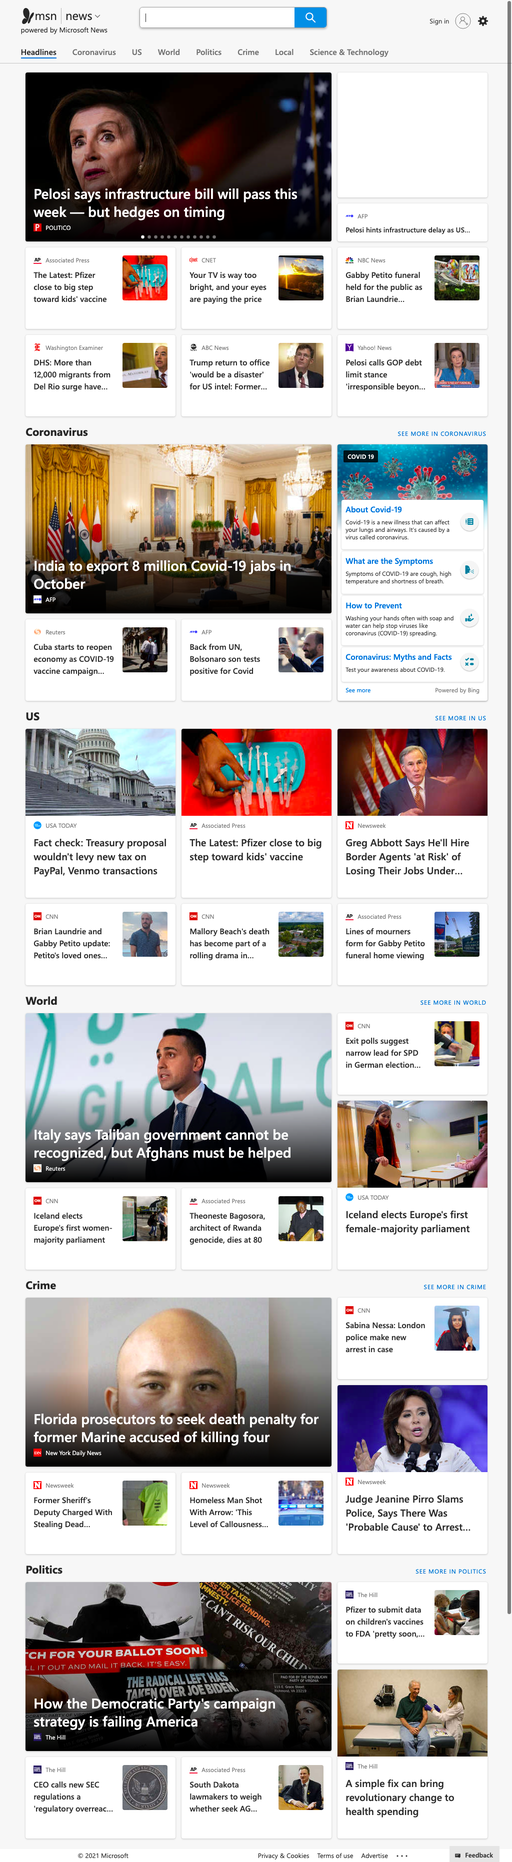 msn news
powered by Microsoft News
Sign in
Headlines Coronavirus US World Politics Crime Local Science & Technology
Pelosi says infrastructure bill will pass this
week — but hedges on timing
POLITICO
AFP
Pelosi hints infrastructure delay as US...
Associated Press
The Latest: Pfizer
close to big step
toward kids' vaccine
CNET
Your TV is way too
bright, and your eyes
are paying the price
NBC News
Gabby Petito funeral
held for the public as
Brian Laundrie...
Washington Examiner
DHS: More than
12,000 migrants from
Del Rio surge have...
ABC News
Trump return to office
'would be a disaster'
for US intel: Former...
Yahoo! News
Pelosi calls GOP debt
limit stance
'irresponsible beyon...
Coronavirus
SEE MORE IN CORONAVIRUS
India to export 8 million Covid-19 jabs in
October
AFP
COVID 19
About Covid-19
Covid-19 is a new illness that can affect
your lungs and airways. It's caused by a
virus called coronavirus.
What are the Symptoms
Symptoms of COVID-19 are cough, high
temperature and shortness of breath.
How to Prevent
Washing your hands often with soap and
water can help stop viruses like
coronavirus (COVID-19) spreading.
Coronavirus: Myths and Facts
Test your awareness about COVID-19.
See more
Powered by Bing
Reuters
Cuba starts to reopen
economy as COVID-19
vaccine campaign...
AFP
Back from UN,
Bolsonaro son tests
positive for Covid
US
SEE MORE IN US
USA TODAY
Fact check: Treasury proposal
wouldn't levy new tax on
PayPal, Venmo transactions
Associated Press
The Latest: Pfizer close to big
step toward kids' vaccine
Newsweek
Greg Abbott Says He'll Hire
Border Agents 'at Risk' of
Losing Their Jobs Under...
CNN
Brian Laundrie and
Gabby Petito update:
Petito's loved ones...
CNN
Mallory Beach's death
has become part of a
rolling drama in...
Associated Press
Lines of mourners
form for Gabby Petito
funeral home viewing
World
SEE MORE IN WORLD
Italy says Taliban government cannot be
recognized, but Afghans must be helped
Reuters
CNN
Exit polls suggest
narrow lead for SPD
in German election...
USA TODAY
Iceland elects Europe's first
female-majority parliament
CNN
Iceland elects
Europe's first women-
majority parliament
Associated Press
Theoneste Bagosora,
architect of Rwanda
genocide, dies at 80
Crime
SEE MORE IN CRIME
Florida prosecutors to seek death penalty for
former Marine accused of killing four
New York Daily News
CNN
Sabina Nessa: London
police make new
arrest in case
Newsweek
Judge Jeanine Pirro Slams
Police, Says There Was
'Probable Cause' to Arrest...
Newsweek
Former Sheriff's
Deputy Charged With
Stealing Dead...
Newsweek
Homeless Man Shot
With Arrow: 'This
Level of Callousness...
Politics
SEE MORE IN POLITICS
TCH FOR YOUR BALLOT SOON!
LL IT OUT AND MAIL IT BACK. IT'S EASY.
THE RADICAL LEFT HAS
TAKEN OVER JOE BIDEN.
CAN'T RISK OUR CHILD
How the Democratic Party's campaign
strategy is failing America
The Hill
The Hill
Pfizer to submit data
on children's vaccines
to FDA 'pretty soon,...
The Hill
A simple fix can bring
revolutionary change to
health spending
The Hill
CEO calls new SEC
regulations a
'regulatory overreac...
Associated Press
South Dakota
lawmakers to weigh
whether seek AG...
© 2021 Microsoft
Privacy & Cookies Terms of use Advertise
Feedback